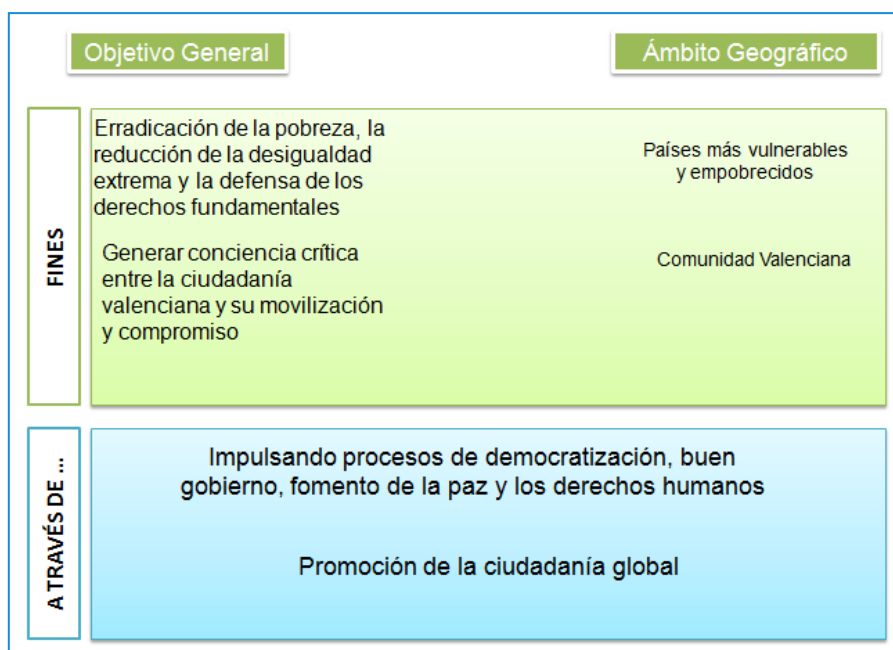 Objetivo General
Ámbito Geográfico
FINES
Erradicación de la pobreza, la
reducción de la desigualdad
extrema y la defensa de los
derechos fundamentales
Países más vulnerables
y empobrecidos
Generar conciencia crítica
entre la ciudadanía
valenciana y su movilización
y compromiso
Comunidad Valenciana
A TRAVÉS DE ...
Impulsando procesos de democratización, buen
gobierno, fomento de la paz y los derechos humanos
Promoción de la ciudadanía global